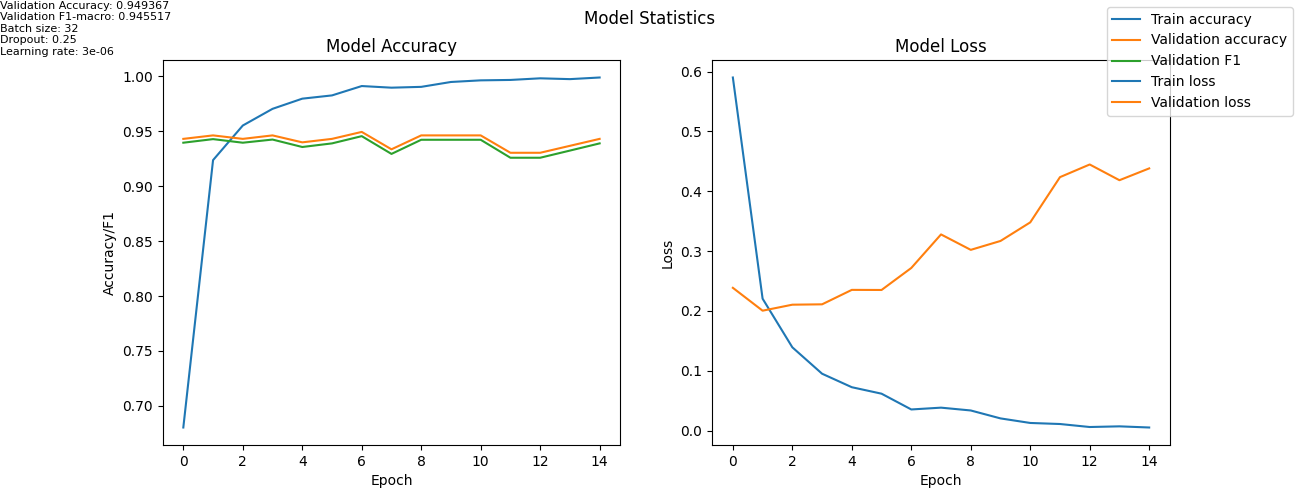 Validation Accuracy: 0.949367
Validation F1-macro: 0.945517
Batch size: 32
Dropout: 0.25
Learning rate: 3e-06
Model Statistics
Train accuracy
Validation accuracy
Validation F1
Train loss
Validation loss
Model Accuracy
1.00
0.95
0.90
0.85
0.80
0.75
0.70
Accuracy/F1
0 2 4 6 8 10 12 14
Epoch
Model Loss
0.6
0.5
0.4
0.3
0.2
0.1
0.0
Loss
0 2 4 6 8 10 12 14
Epoch